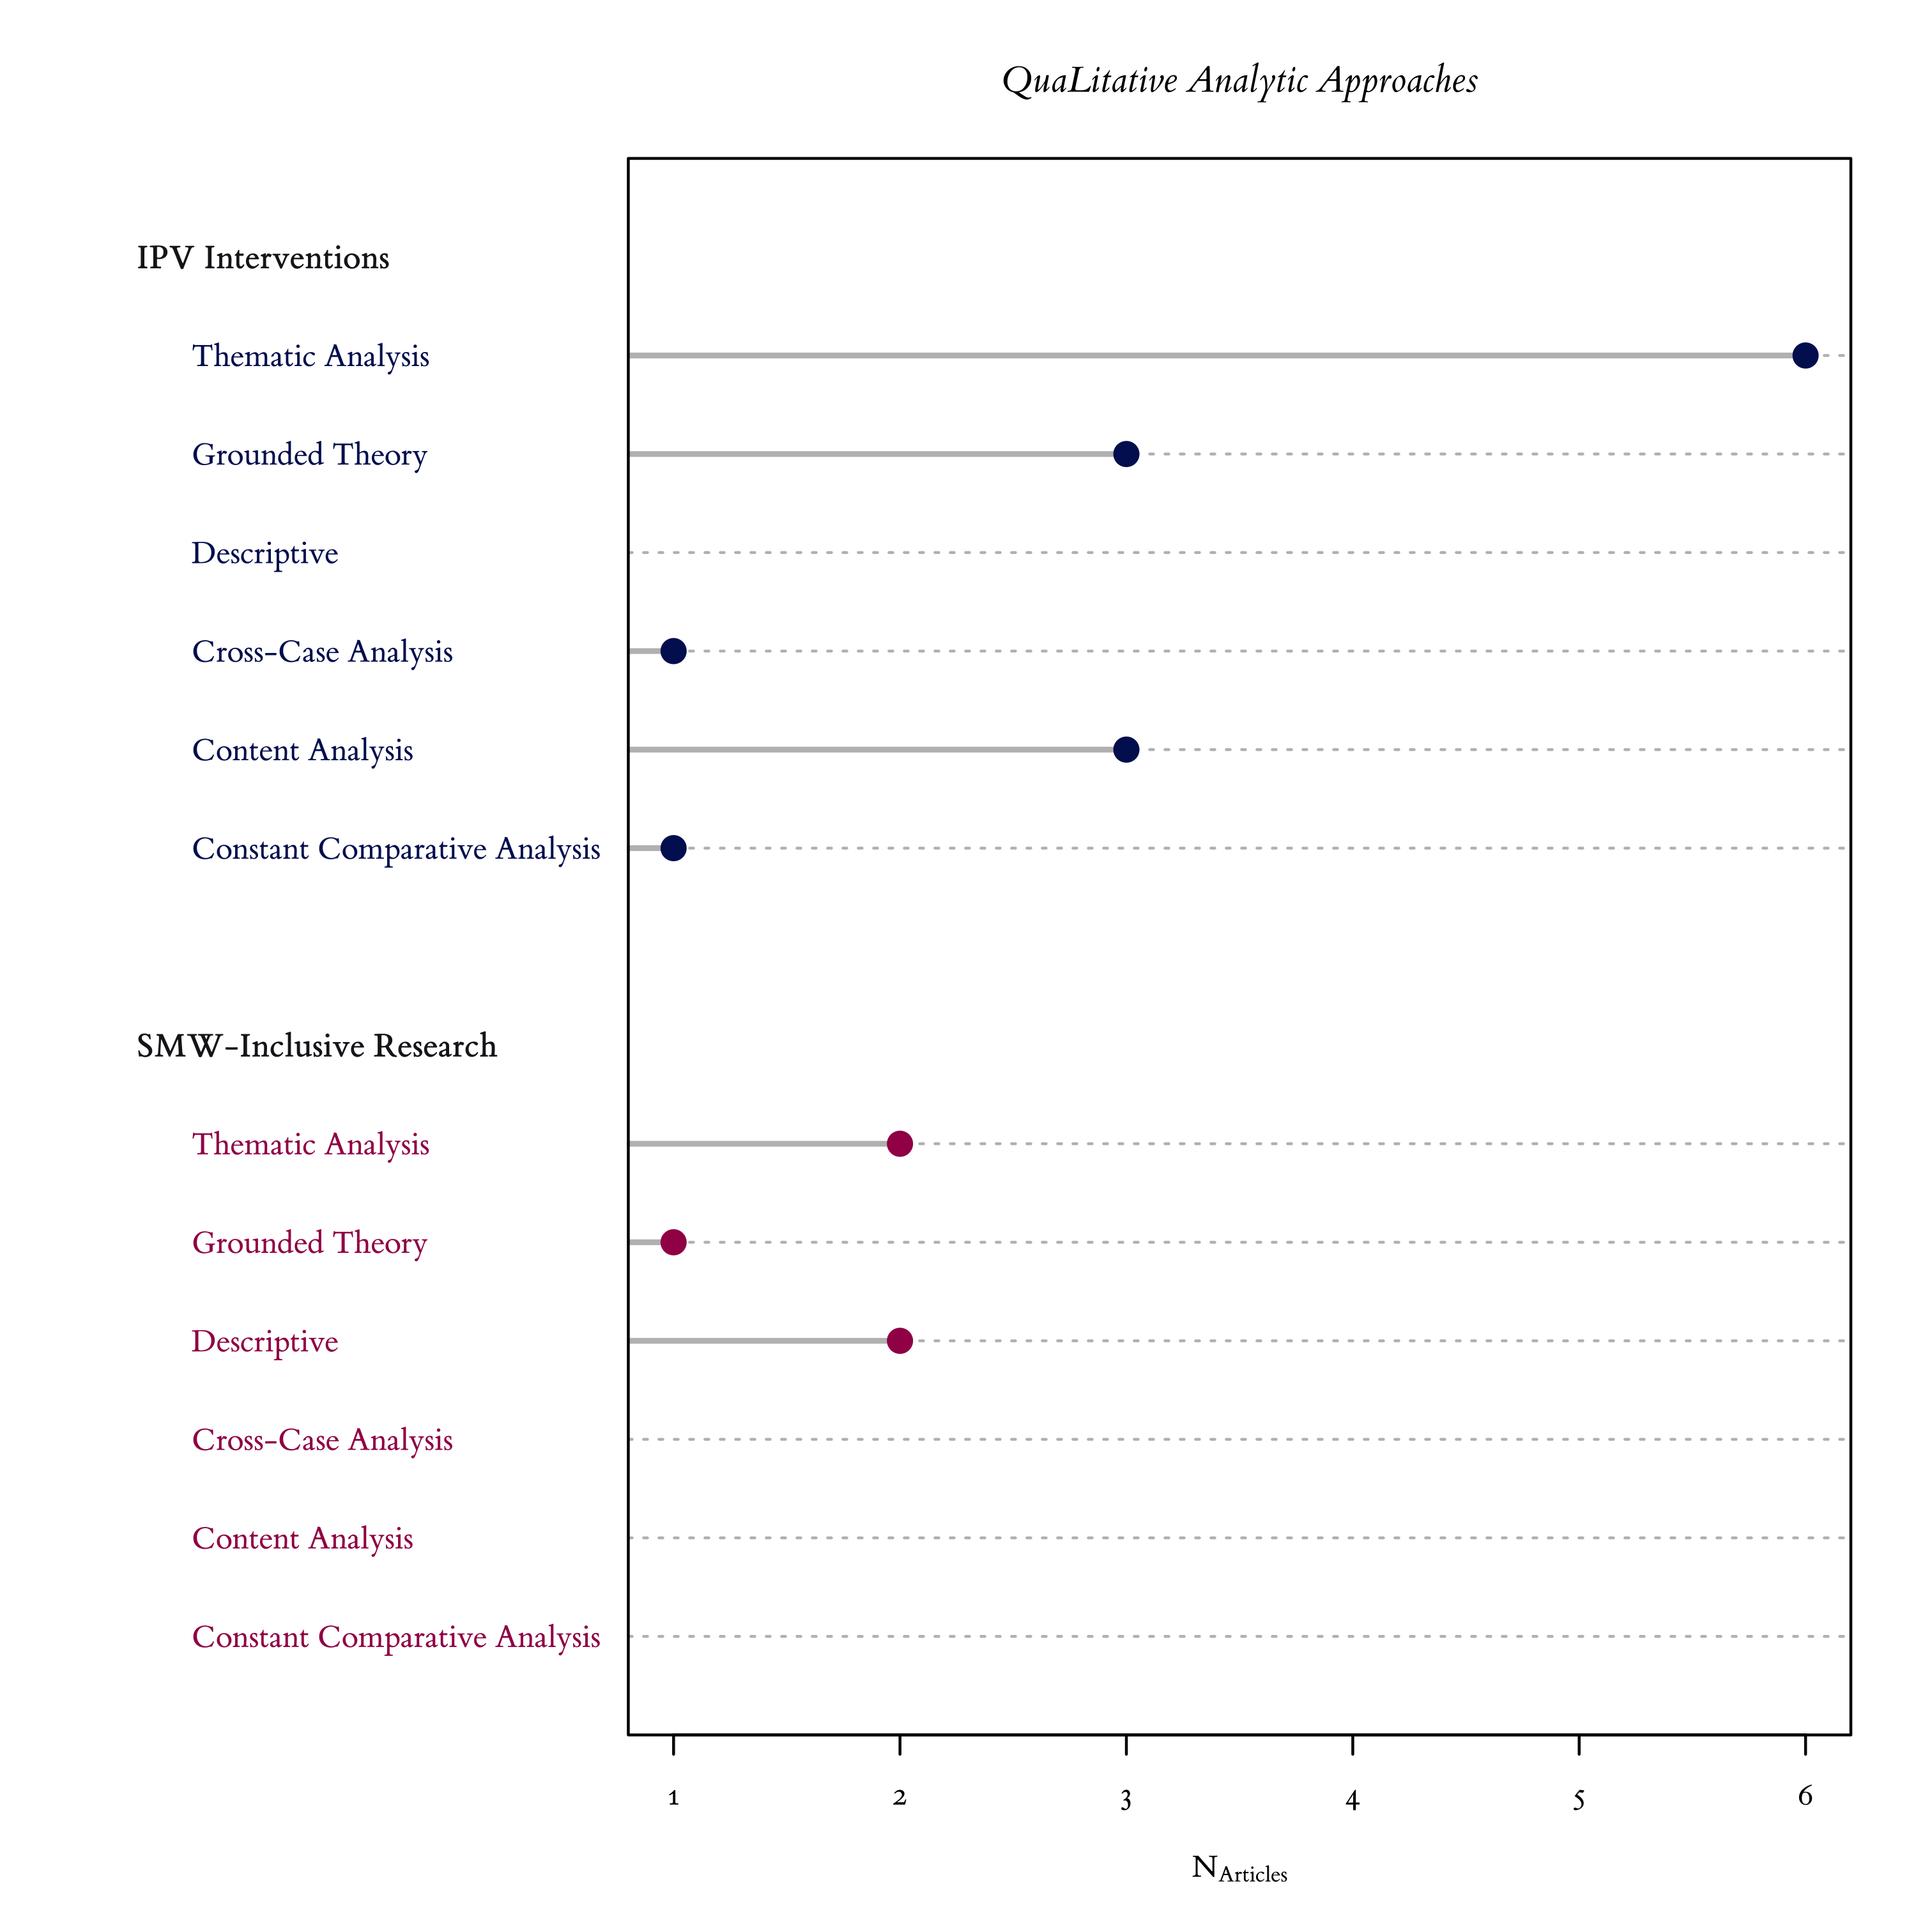 QuaLitative Analytic Approaches
IPV Interventions
Thematic Analysis
Grounded Theory
Descriptive
Cross-Case Analysis
Content Analysis
Constant Comparative Analysis
SMW-Inclusive Research
Thematic Analysis
Grounded Theory
Descriptive
Cross-Case Analysis
Content Analysis
Constant Comparative Analysis
1 2 3 4 5 6
NArticles